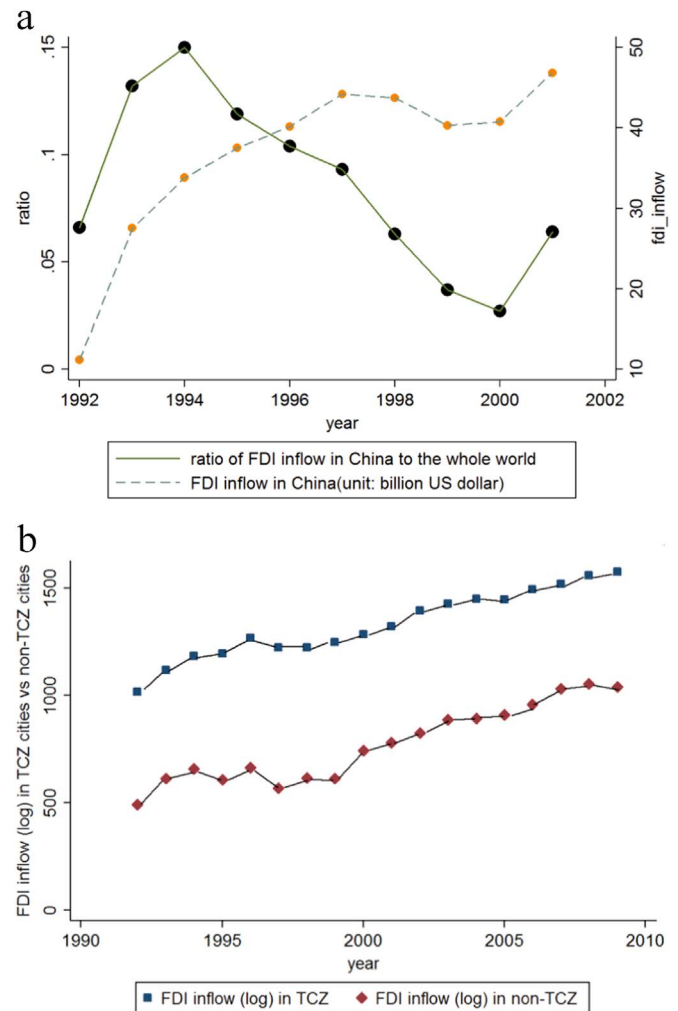 a
.15
.1
.05
0
ratio
50
40
30
20
10
fdi_inflow
1992
1994
1996
1998
2000
2002
year
ratio of FDI inflow in China to the whole world
FDI inflow in China(unit: billion US dollar)
b
FDI inflow (log) in TCZ cities vs non-TCZ cities
1500
1000
500
0
1990
1995
2000
2005
2010
year
FDI inflow (log) in TCZ
FDI inflow (log) in non-TCZ